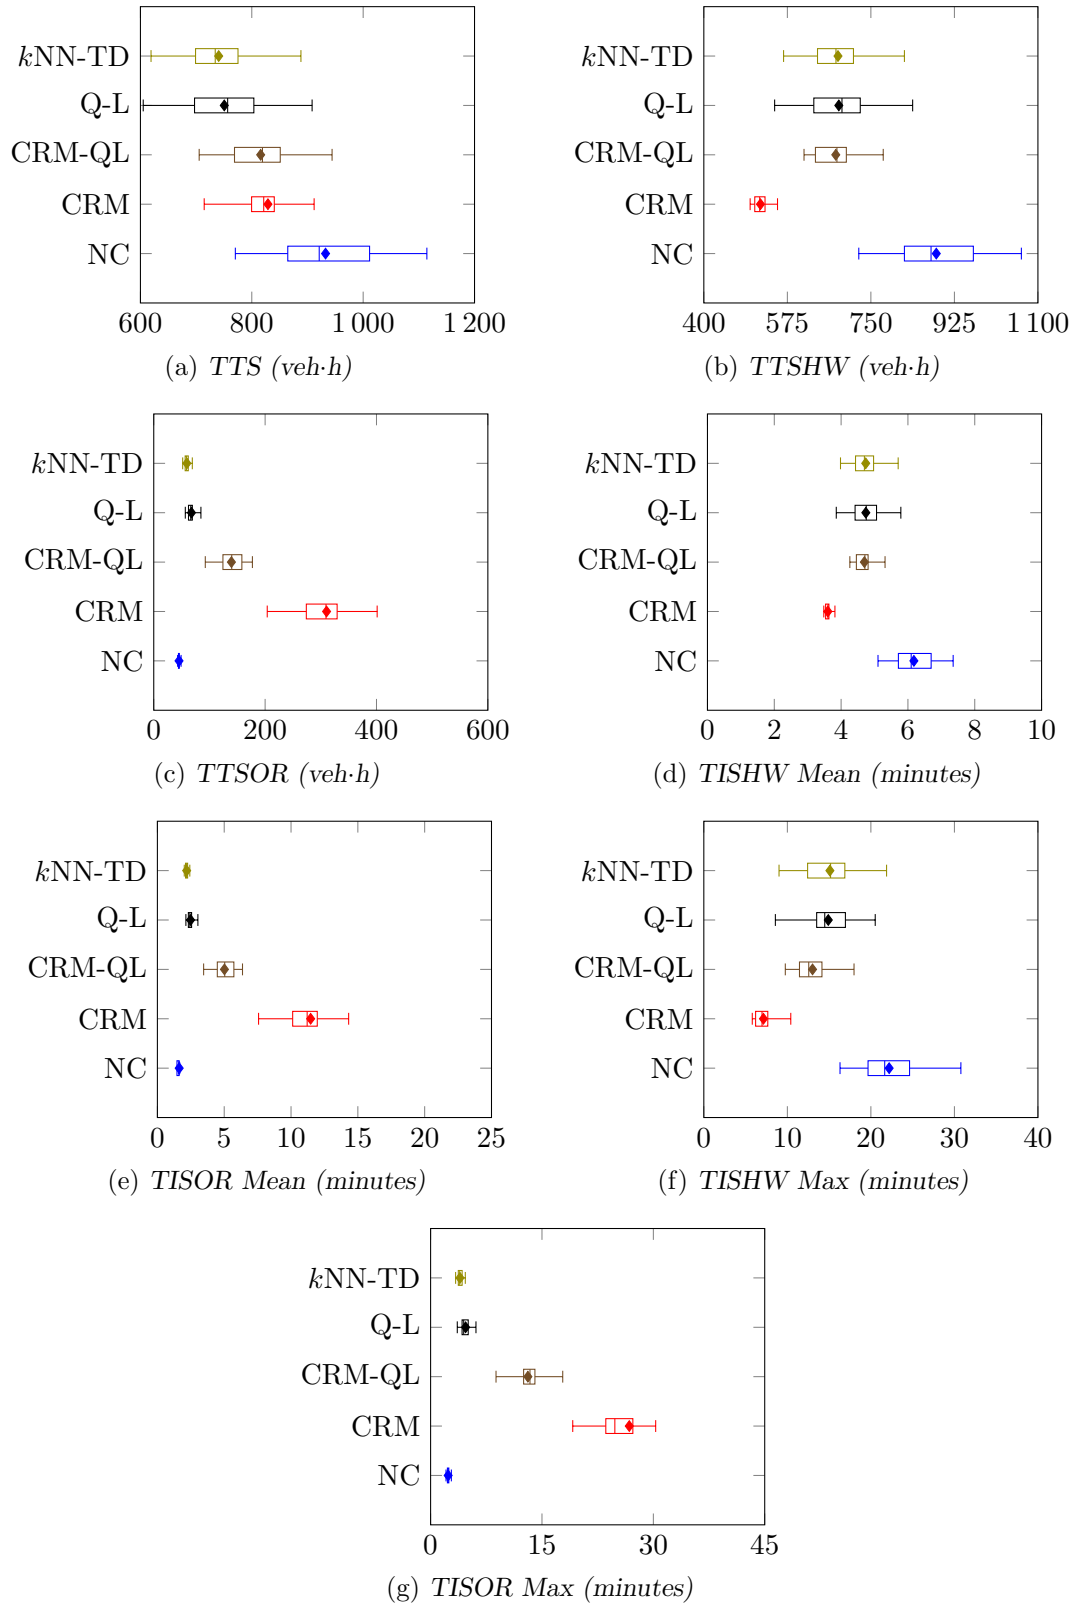 kNN-TD
Q-L
CRM-QL
CRM
NC
600 800 1 000 1 200
(a) TTS (veh·h)
kNN-TD
Q-L
CRM-QL
CRM
NC
400 575 750 925 1 100
(b) TTSHW (veh·h)
kNN-TD
Q-L
CRM-QL
CRM
NC
0 200 400 600
(c) TTSOR (veh·h)
kNN-TD
Q-L
CRM-QL
CRM
NC
0 2 4 6 8 10
(d) TISHW Mean (minutes)
kNN-TD
Q-L
CRM-QL
CRM
NC
0 5 10 15 20 25
(e) TISOR Mean (minutes)
kNN-TD
Q-L
CRM-QL
CRM
NC
0 10 20 30 40
(f) TISHW Max (minutes)
kNN-TD
Q-L
CRM-QL
CRM
NC
0 15 30 45
(g) TISOR Max (minutes)